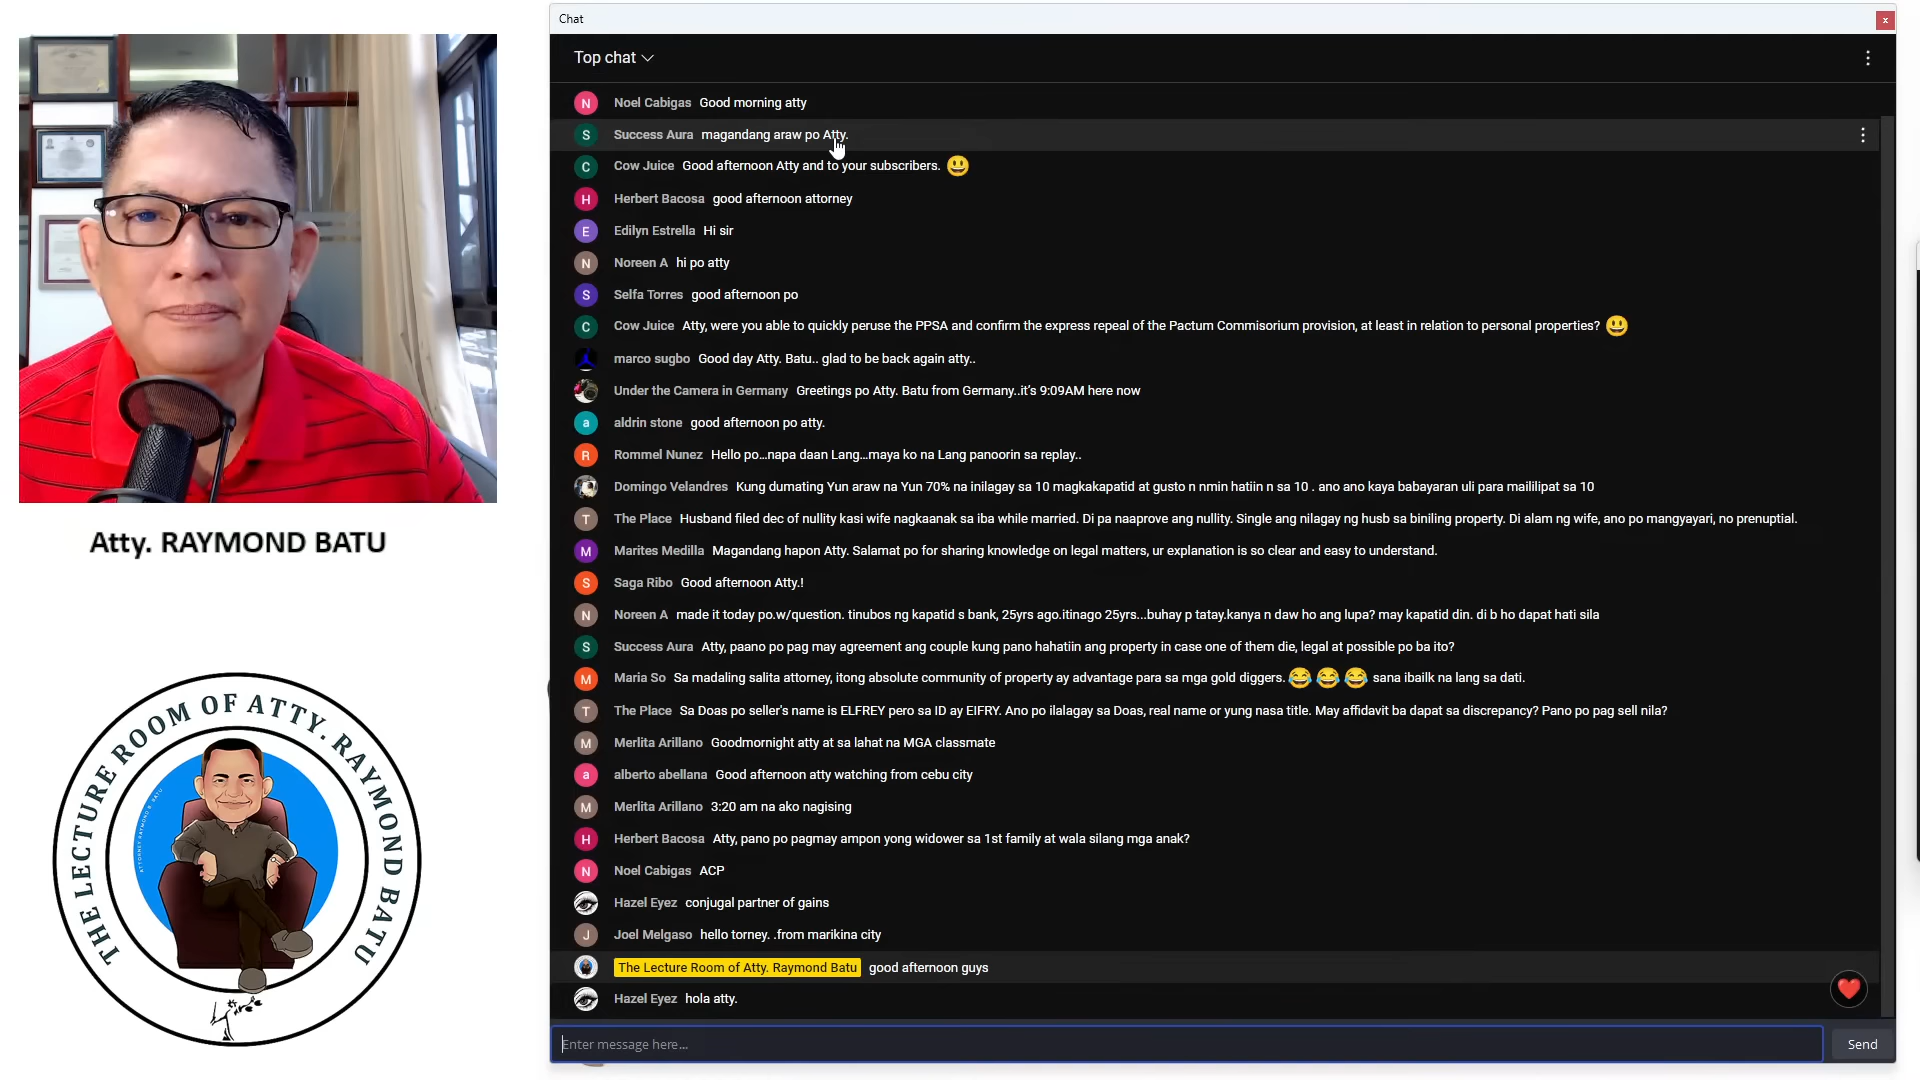 Chat
Top chat
Noel Cabigas Good morning atty
Success Aura magandang araw po Atty.
Cow Juice Good afternoon Atty and to your subscribers. 😃
Herbert Bacosa good afternoon attorney
Edilyn Estrella Hi sir
Noreen A hi po atty
Selfa Torres good afternoon po
Cow Juice Atty, were you able to quickly peruse the PPSA and confirm the express repeal of the Pactum Commisorium provision, at least in relation to personal properties? 😃
marco sugbo Good day Atty. Batu.. glad to be back again atty..
Under the Camera in Germany Greetings po Atty. Batu from Germany..it's 9:09AM here now
aldrin stone good afternoon po atty.
Rommel Nunez Hello po...napa daan Lang...maya ko na Lang panoorin sa replay..
Domingo Velandres Kung dumating Yun araw na Yun 70% na inilagay sa 10 magkakapatid at gusto n nmin hatiin n sa 10 . ano ano kaya babayaran uli para maililipat sa 10
The Place Husband filed dec of nullity kasi wife nagkaanak sa iba while married. Di pa naaprove ang nullity. Single ang nilagay ng husb sa biniling property. Di alam ng wife, ano po mangyayari, no prenuptial.
Marites Medilla Magandang hapon Atty. Salamat po for sharing knowledge on legal matters, ur explanation is so clear and easy to understand.
Saga Ribo Good afternoon Atty.!
Noreen A made it today po.w/question. tinubos ng kapatid s bank, 25yrs ago.itinago 25yrs...buhay p tatay.kanya n daw ho ang lupa? may kapatid din. di b ho dapat hati sila
Success Aura Atty, paano po pag may agreement ang couple kung pano hahatiin ang property in case one of them die, legal at possible po ba ito?
Maria So Sa madaling salita attorney, itong absolute community of property ay advantage para sa mga gold diggers. 😂 😂 😂 sana ibailk na lang sa dati.
The Place Sa Doas po seller's name is ELFREY pero sa ID ay EIFRY. Ano po ilalagay sa Doas, real name or yung nasa title. May affidavit ba dapat sa discrepancy? Pano po pag sell nila?
Merlita Arillano Goodmornight atty at sa lahat na MGA classmate
alberto abellana Good afternoon atty watching from cebu city
Merlita Arillano 3:20 am na ako nagising
Herbert Bacosa Atty, pano po pagmay ampon yong widower sa 1st family at wala silang mga anak?
Noel Cabigas ACP
Hazel Eyez conjugal partner of gains
Joel Melgaso hello torney. .from marikina city
The Lecture Room of Atty. Raymond Batu good afternoon guys
Hazel Eyez hola atty.
Enter message here...
Send
Atty. RAYMOND BATU
THE LECTURE ROOM OF ATTY. RAYMOND BATU